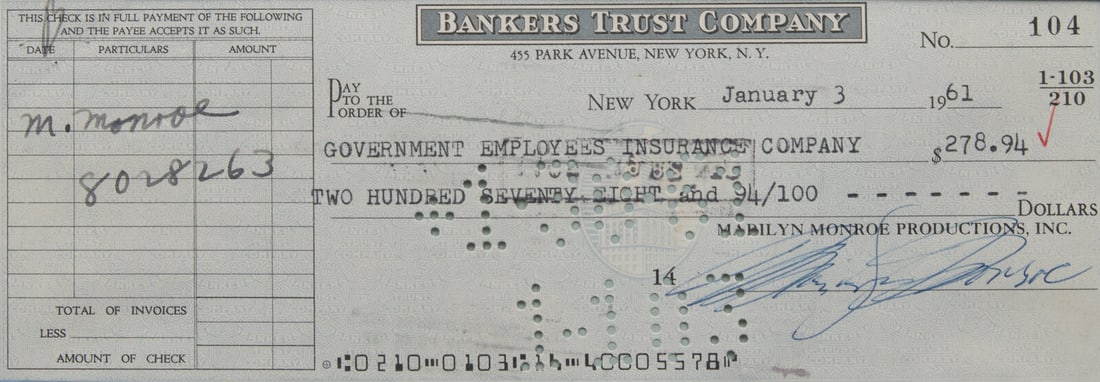 THIS CHECK IS IN FULL PAYMENT OF THE FOLLOWING
AND THE PAYEE ACCEPTS IT AS SUCH.
DATE PARTICULARS AMOUNT
M. Monroe
8028263
TOTAL OF INVOICES
LESS
AMOUNT OF CHECK
BANKERS TRUST COMPANY
455 PARK AVENUE, NEW YORK, N. Y.
No. 104
1-103
210
PAY
TO THE
ORDER OF
NEW YORK January 3 1961
GOVERNMENT EMPLOYEES INSURANCE COMPANY $278.94
TWO HUNDRED SEVENTY EIGHT and 94/100 - - - - - - - -
DOLLARS
MARILYN MONROE PRODUCTIONS, INC.
14
Marilyn Monroe